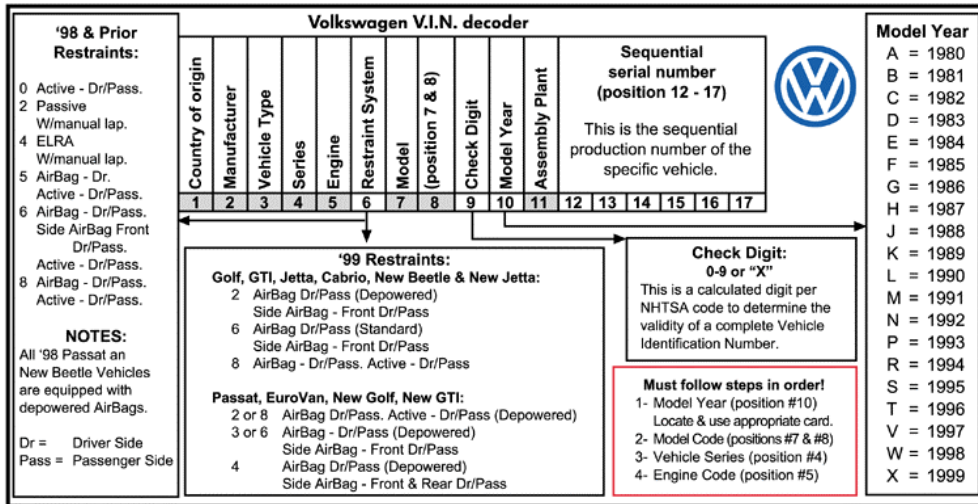 Volkswagen V.I.N. decoder
'98 & Prior
Restraints:
0 Active - Dr/Pass.
2 Passive
W/manual lap.
4 ELRA
W/manual lap.
5 AirBag - Dr.
Active - Dr/Pass.
6 AirBag - Dr/Pass.
Side AirBag Front
Dr/Pass.
Active - Dr/Pass.
8 AirBag - Dr/Pass.
Active - Dr/Pass.
NOTES:
All '98 Passat an
New Beetle Vehicles
are equipped with
depowered AirBags.
Dr = Driver Side
Pass = Passenger Side
Country of origin
Manufacturer
Vehicle Type
Series
Engine
Restraint System
Model
(position 7 & 8)
Check Digit
Model Year
Assembly Plant
Sequential
serial number
(position 12 - 17)
This is the sequential
production number of the
specific vehicle.
1 2 3 4 5 6 7 8 9 10 11 12 13 14 15 16 17
VW
'99 Restraints:
Golf, GTI, Jetta, Cabrio, New Beetle & New Jetta:
2 AirBag Dr/Pass (Depowered)
Side AirBag - Front Dr/Pass
6 AirBag Dr/Pass (Standard)
Side AirBag - Front Dr/Pass
8 AirBag - Dr/Pass. Active - Dr/Pass
Passat, EuroVan, New Golf, New GTI:
2 or 8 AirBag Dr/Pass. Active - Dr/Pass (Depowered)
3 or 6 AirBag - Dr/Pass (Depowered)
Side AirBag - Front Dr/Pass
4 AirBag Dr/Pass (Depowered)
Side AirBag - Front & Rear Dr/Pass
Check Digit:
0-9 or “X”
This is a calculated digit per
NHTSA code to determine the
validity of a complete Vehicle
Identification Number.
Must follow steps in order!
1- Model Year (position #10)
Locate & use appropriate card.
2- Model Code (positions #7 & #8)
3- Vehicle Series (position #4)
4- Engine Code (position #5)
Model Year
A = 1980
B = 1981
C = 1982
D = 1983
E = 1984
F = 1985
G = 1986
H = 1987
J = 1988
K = 1989
L = 1990
M = 1991
N = 1992
P = 1993
R = 1994
S = 1995
T = 1996
V = 1997
W = 1998
X = 1999